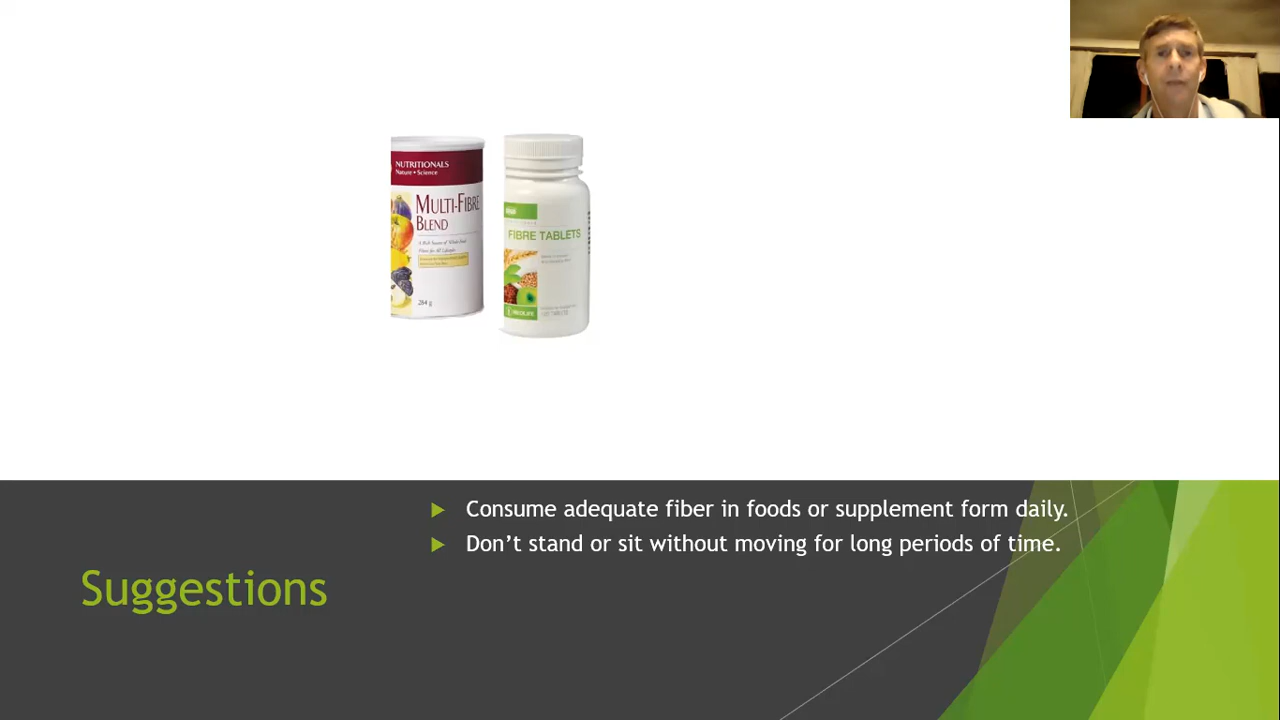 NUTRITIONALS
Nature • Science
MULTI-FIBRE
BLEND
284 g
FIBRE TABLETS
NEOLIFE
Consume adequate fiber in foods or supplement form daily.
Don’t stand or sit without moving for long periods of time.
Suggestions